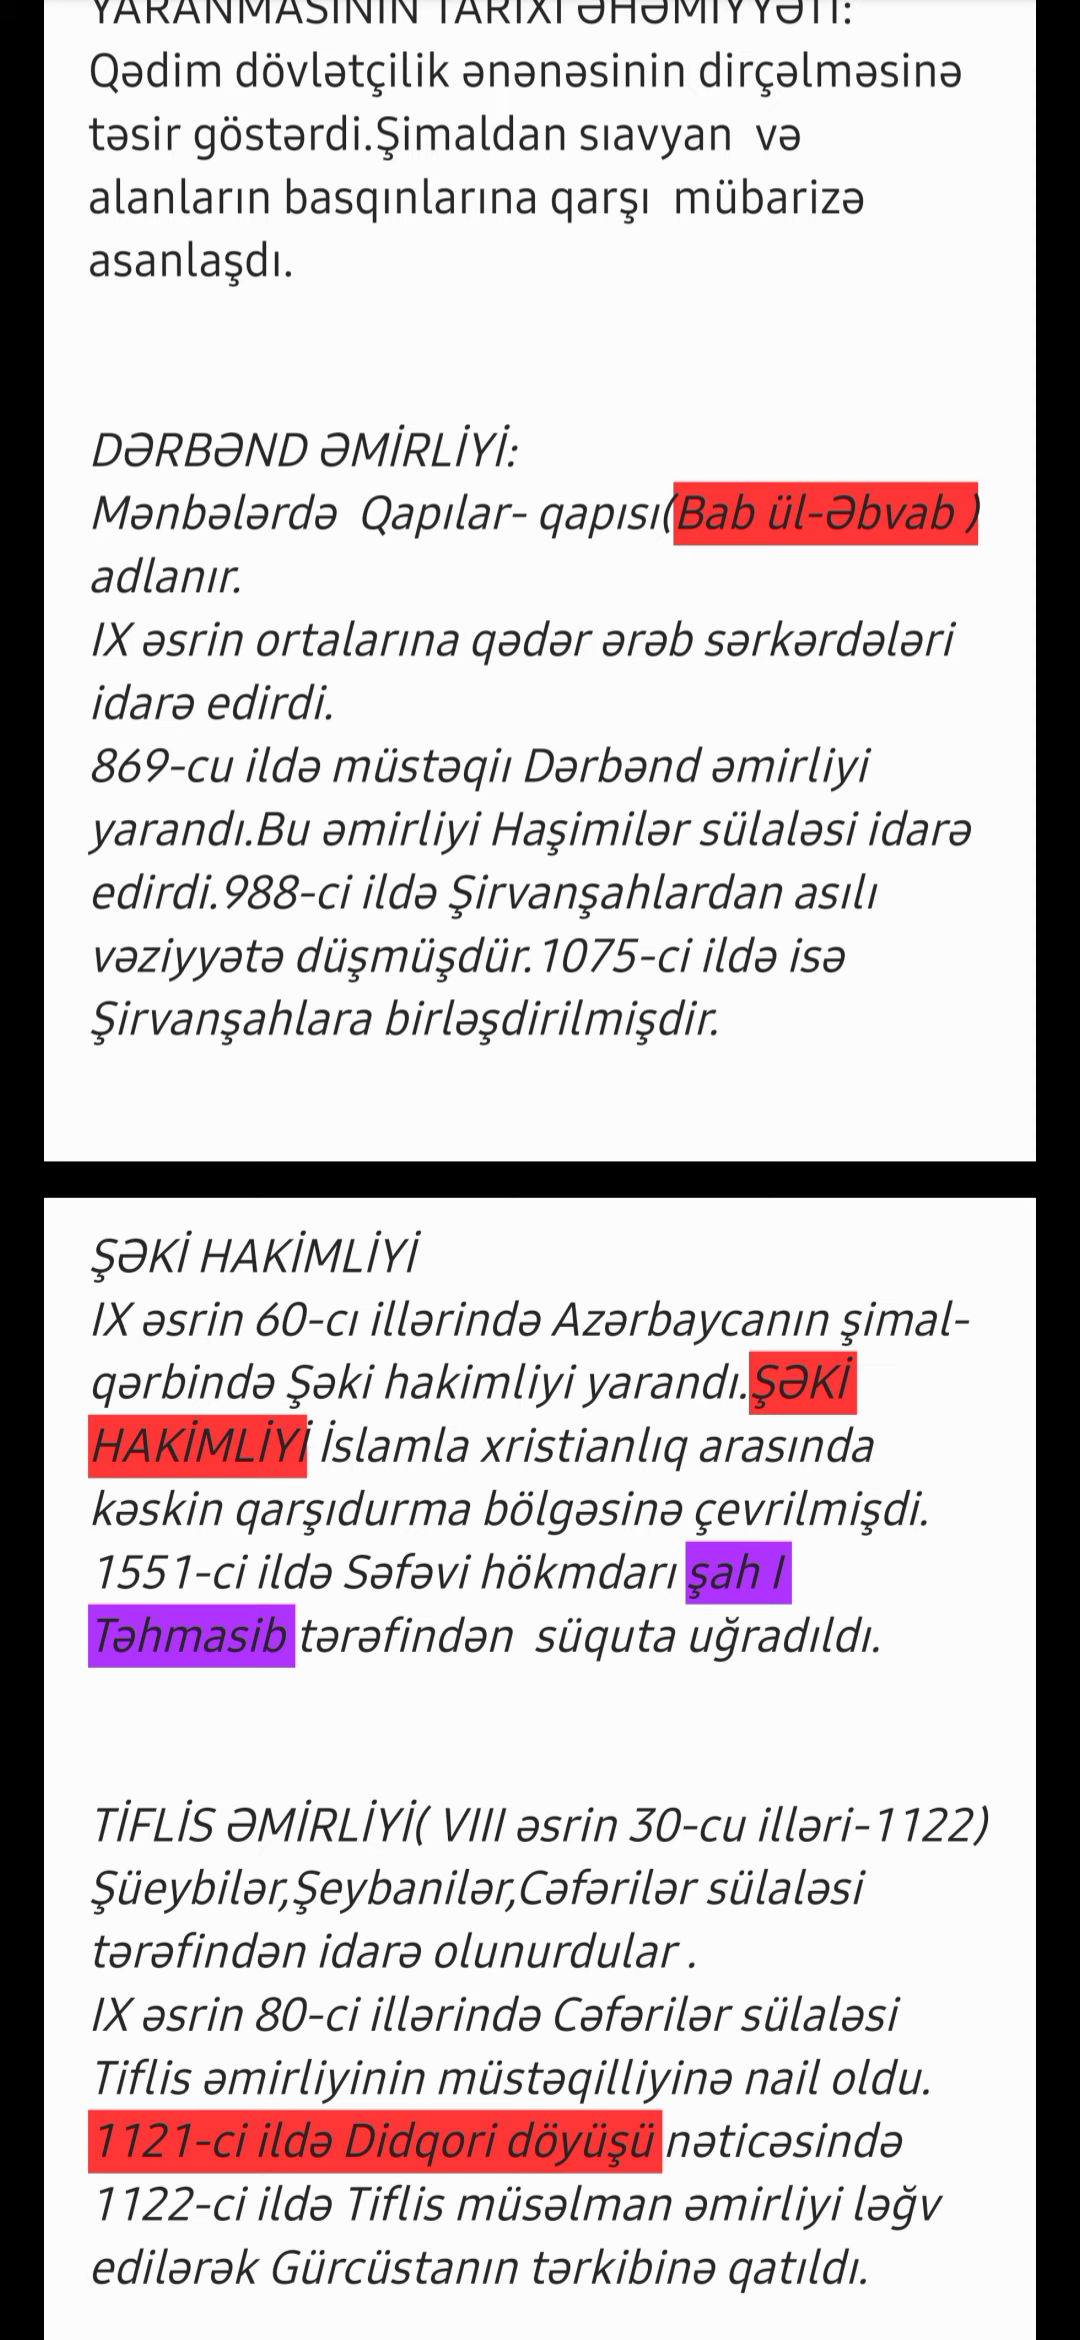 YARANMASININ TARİXİ ƏHƏMİYYƏTİ:
Qədim dövlətçilik ənənəsinin dirçəlməsinə
təsir göstərdi.Şimaldan sıavyan  və
alanların basqınlarına qarşı  mübarizə
asanlaşdı.
DƏRBƏND ƏMİRLİYİ:
Mənbələrdə  Qapılar- qapısı(Bab ül-Əbvab )
adlanır.
IX əsrin ortalarına qədər ərəb sərkərdələri
idarə edirdi.
869-cu ildə müstəqiı Dərbənd əmirliyi
yarandı.Bu əmirliyi Haşimilər sülaləsi idarə
edirdi.988-ci ildə Şirvanşahlardan asılı
vəziyyətə düşmüşdür.1075-ci ildə isə
Şirvanşahlara birləşdirilmişdir.
ŞƏKİ HAKİMLİYİ
IX əsrin 60-cı illərində Azərbaycanın şimal-
qərbində Şəki hakimliyi yarandı.ŞƏKİ
HAKİMLİYİ İslamla xristianlıq arasında
kəskin qarşıdurma bölgəsinə çevrilmişdi.
1551-ci ildə Səfəvi hökmdarı şah I
Təhmasib tərəfindən  süquta uğradıldı.
TİFLİS ƏMİRLİYİ( VIII əsrin 30-cu illəri-1122)
Şüeybilər,Şeybanilər,Cəfərilər sülaləsi
tərəfindən idarə olunurdular .
IX əsrin 80-ci illərində Cəfərilər sülaləsi
Tiflis əmirliyinin müstəqilliyinə nail oldu.
1121-ci ildə Didqori döyüşü nəticəsində
1122-ci ildə Tiflis müsəlman əmirliyi ləğv
edilərək Gürcüstanın tərkibinə qatıldı.